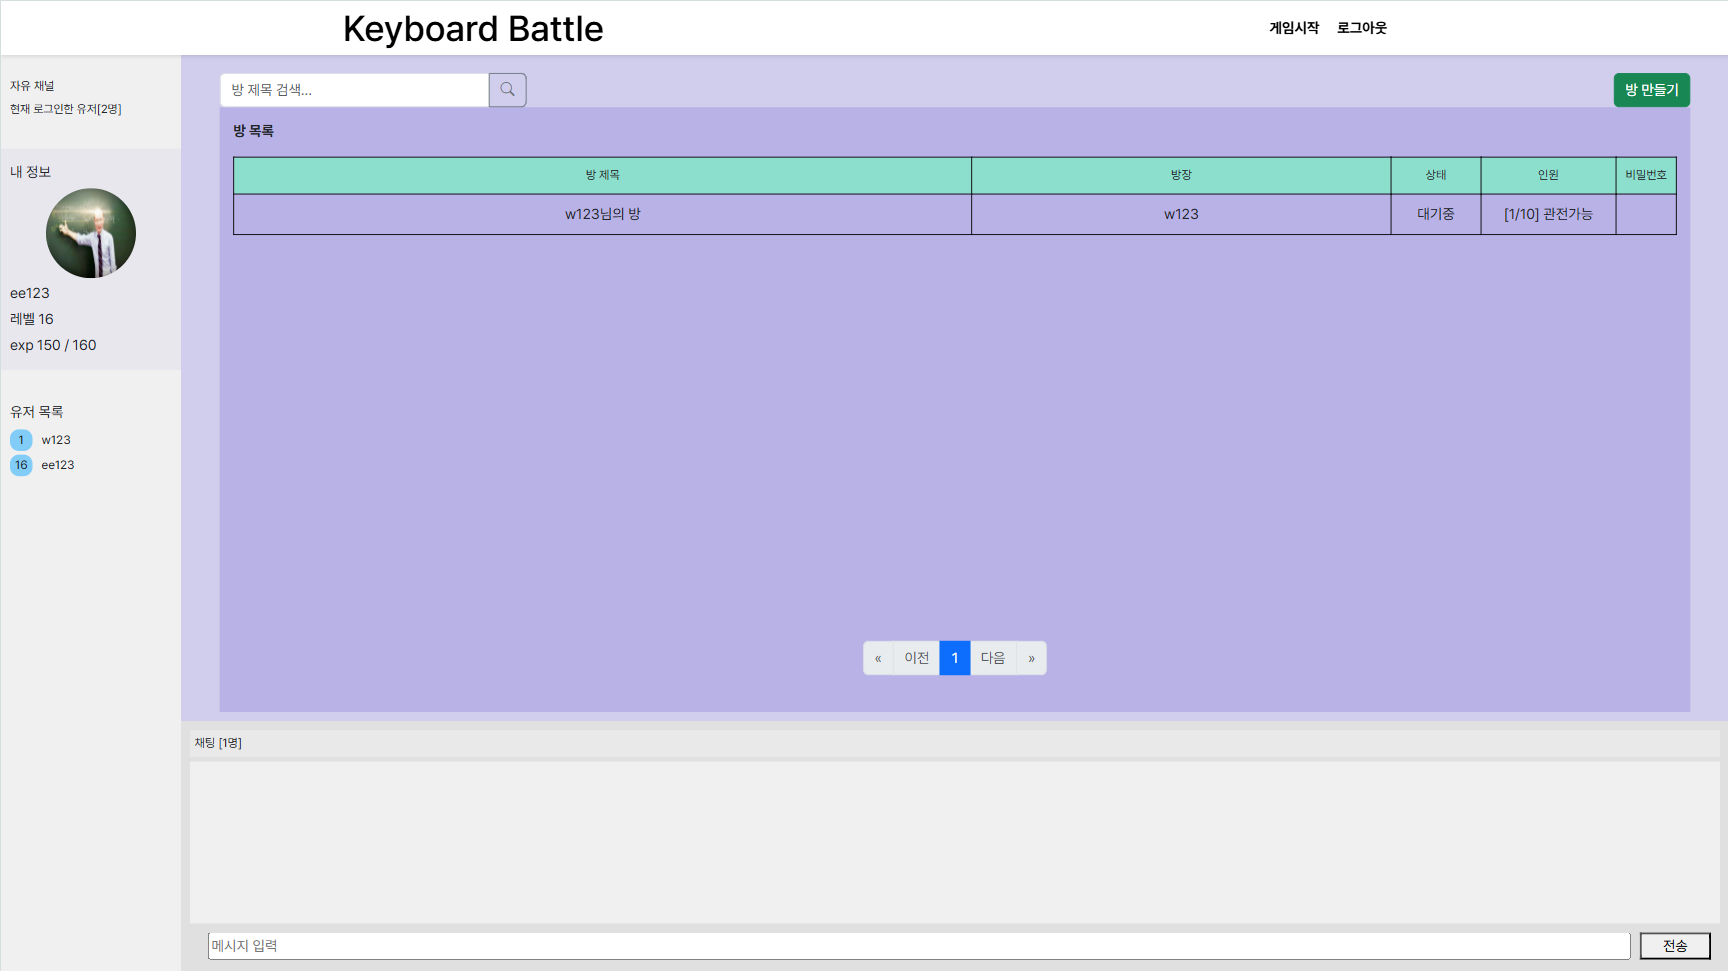 Keyboard Battle
게임시작 로그아웃
자유 채널
현재 로그인한 유저[2명]
내 정보
ee123
레벨 16
exp 150 / 160
유저 목록
1 w123
16 ee123
방 제목 검색...
방 만들기
방 목록
방 제목 방장 상태 인원 비밀번호
w123님의 방 w123 대기중 [1/10] 관전가능
« 이전 1 다음 »
채팅 [1명]
메시지 입력 전송